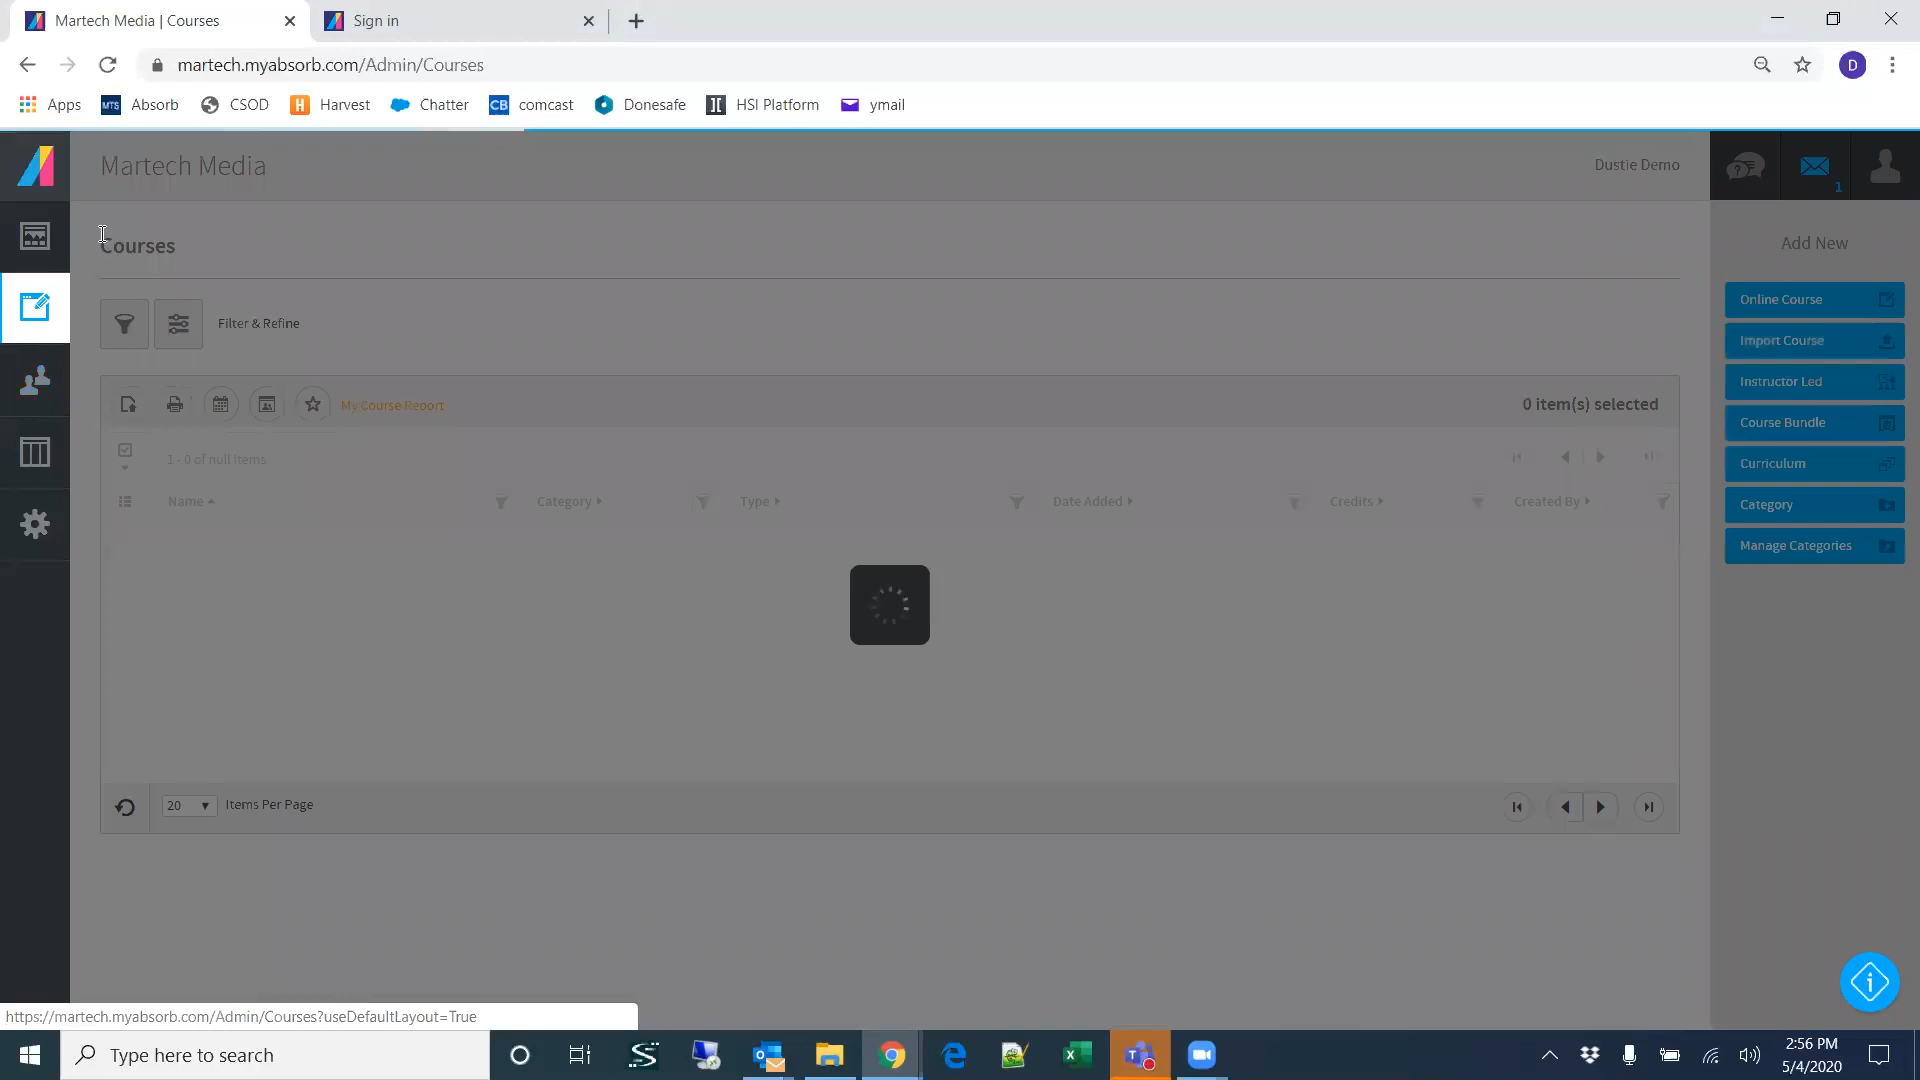 Martech Media | Courses
Sign in
martech.myabsorb.com/Admin/Courses
D
Apps
MTS Absorb
CSOD
H Harvest
Chatter
CB comcast
Donesafe
HSI Platform
ymail
Martech Media
Dustie Demo
1
Courses
Add New
Filter & Refine
Online Course
Import Course
Instructor Led
Course Bundle
Curriculum
Category
Manage Categories
My Course Report
0 item(s) selected
1 - 0 of null Items
Name
Category
Type
Date Added
Credits
Created By
20
Items Per Page
https://martech.myabsorb.com/Admin/Courses?useDefaultLayout=True
Type here to search
2:56 PM
5/4/2020